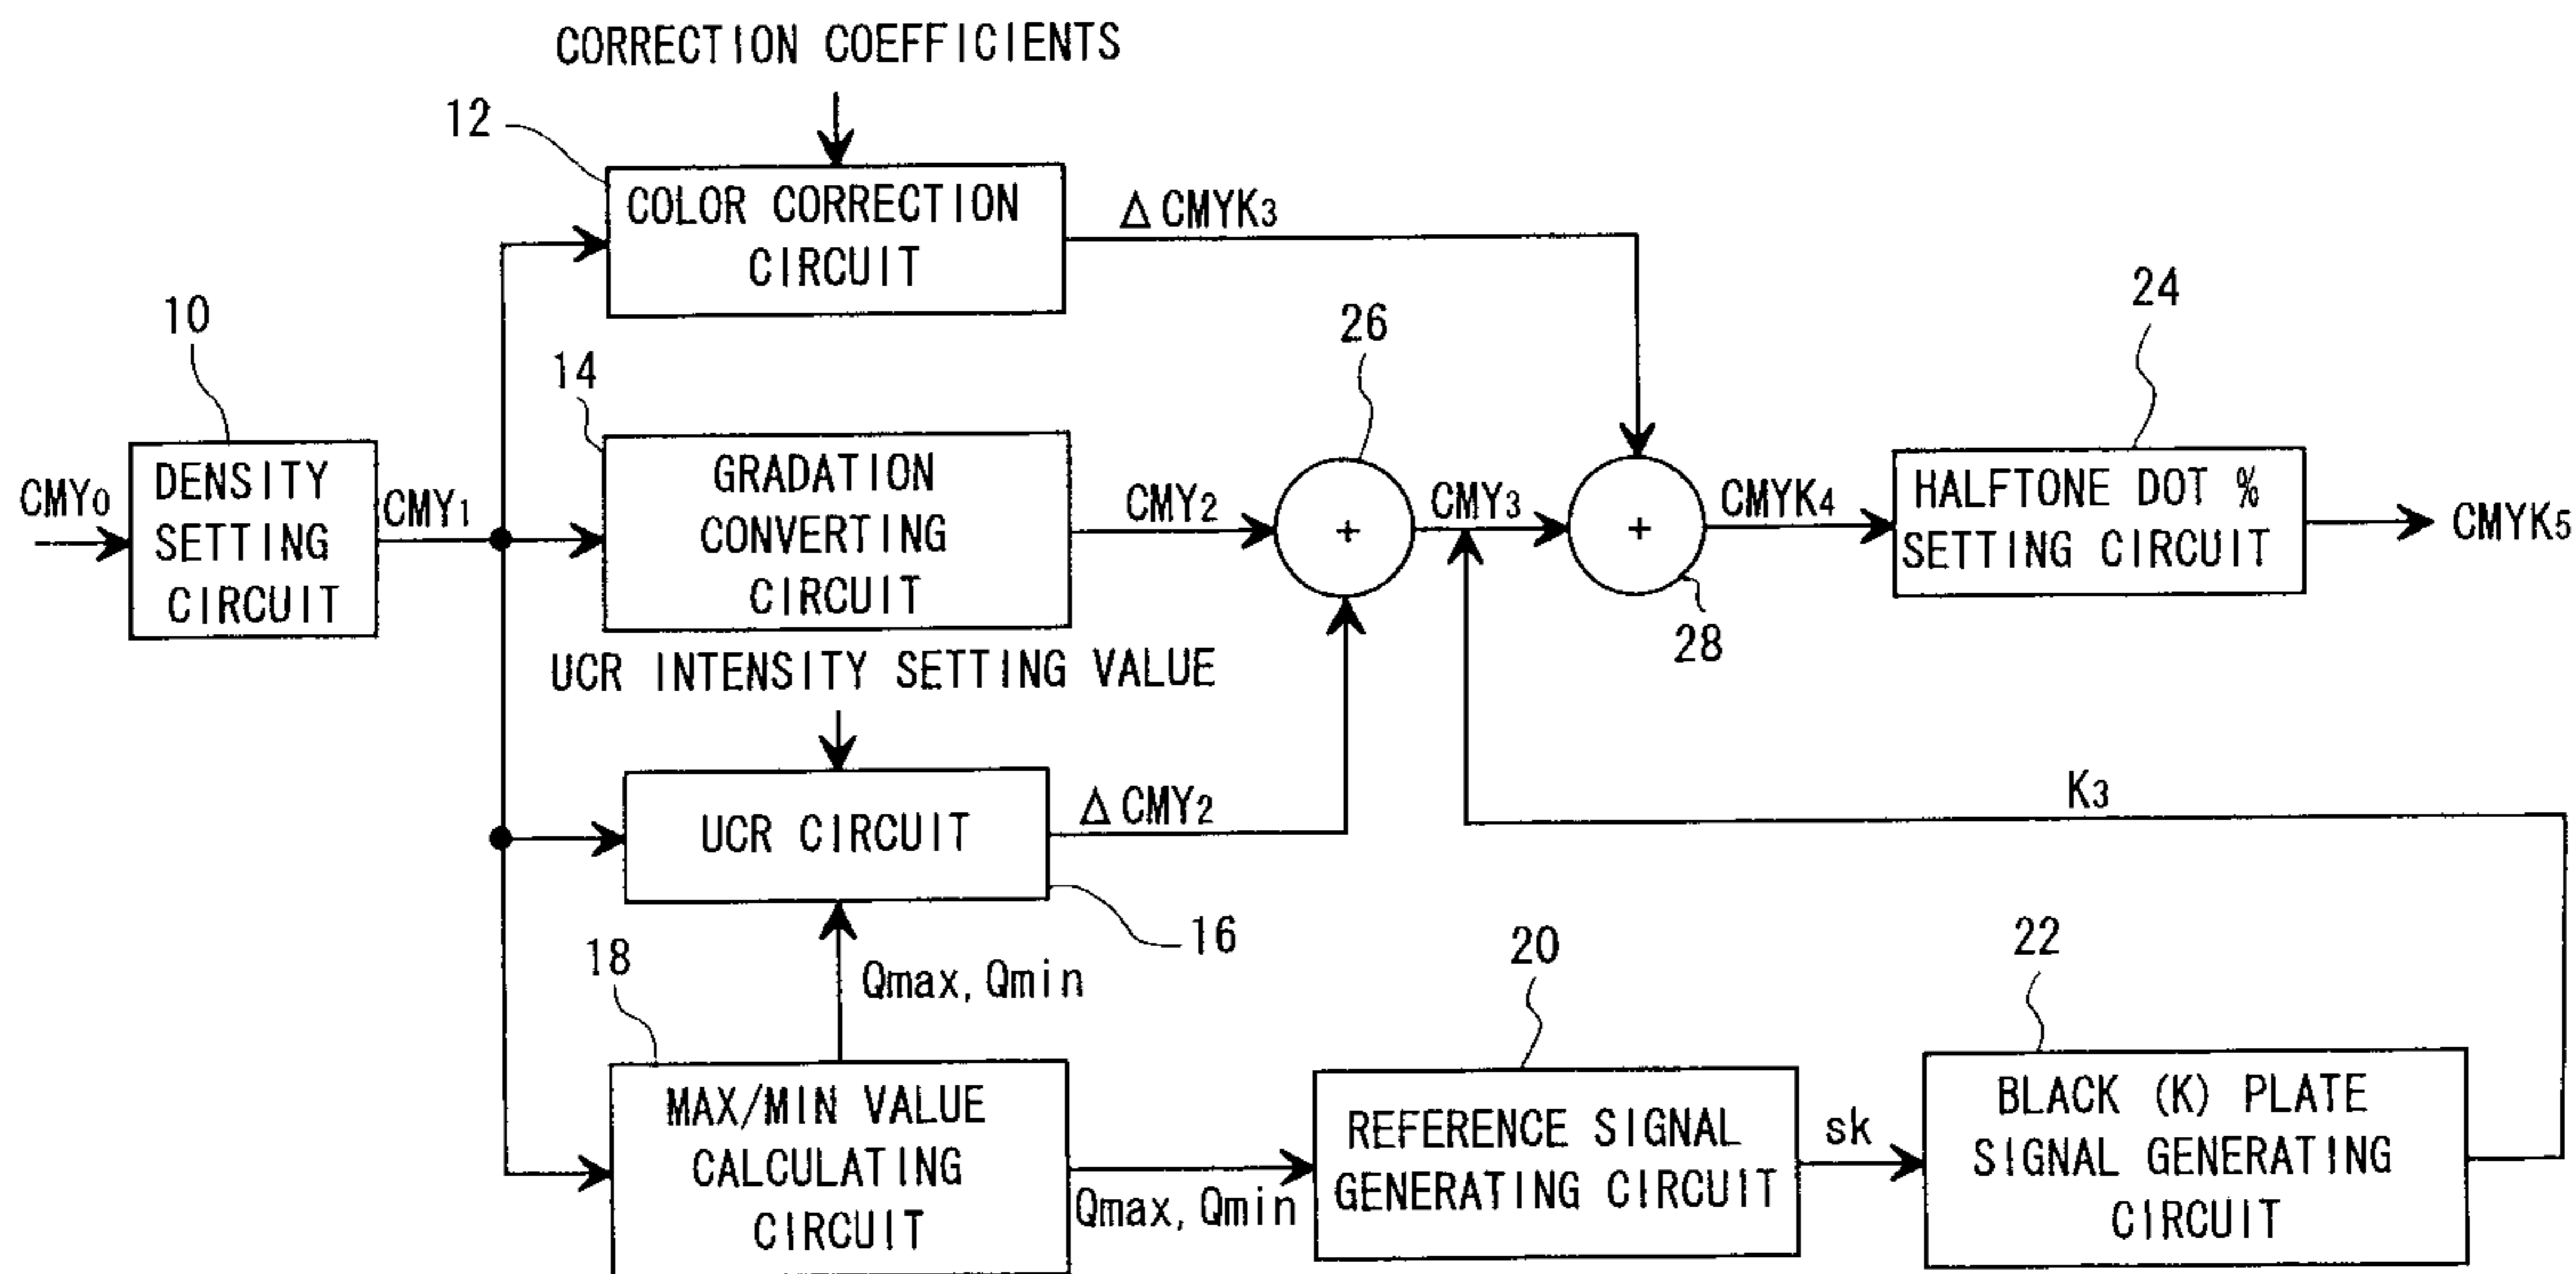 CORRECTION COEFFICIENTS
12
COLOR CORRECTION
CIRCUIT
ΔCMYK3
10
14
26
24
CMY0
DENSITY
SETTING
CIRCUIT
CMY1
GRADATION
CONVERTING
CIRCUIT
CMY2
+
CMY3
+
CMYK4
HALFTONE DOT %
SETTING CIRCUIT
CMYK5
28
UCR INTENSITY SETTING VALUE
UCR CIRCUIT
ΔCMY2
K3
16
18
Qmax, Qmin
20
22
MAX/MIN VALUE
CALCULATING
CIRCUIT
Qmax, Qmin
REFERENCE SIGNAL
GENERATING CIRCUIT
sk
BLACK (K) PLATE
SIGNAL GENERATING
CIRCUIT